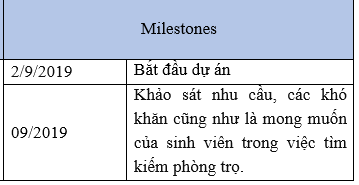 Milestones
2/9/2019
Bắt đầu dự án
09/2019
Khảo sát nhu cầu, các khó
khăn cũng như là mong muốn
của sinh viên trong việc tìm
kiếm phòng trọ.